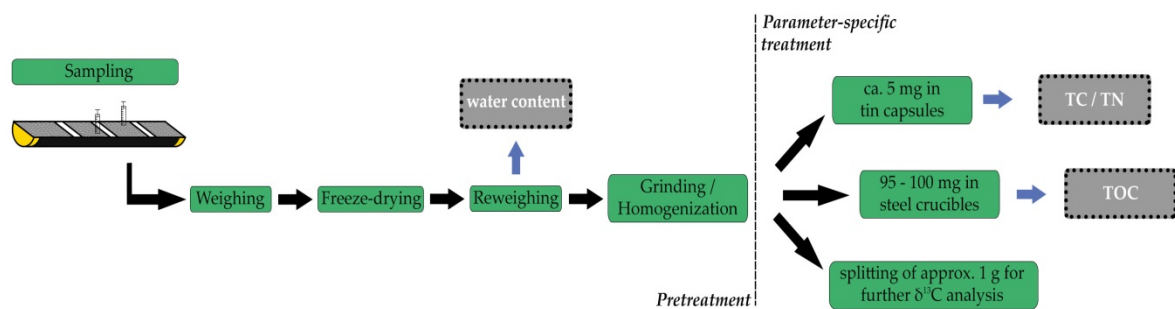 Sampling
Weighing
Freeze-drying
Reweighing
water content
Grinding /
Homogenization
Pretreatment
Parameter-specific
treatment
ca. 5 mg in
tin capsules
TC / TN
95 - 100 mg in
steel crucibles
TOC
splitting of approx. 1 g for
further δ¹³C analysis